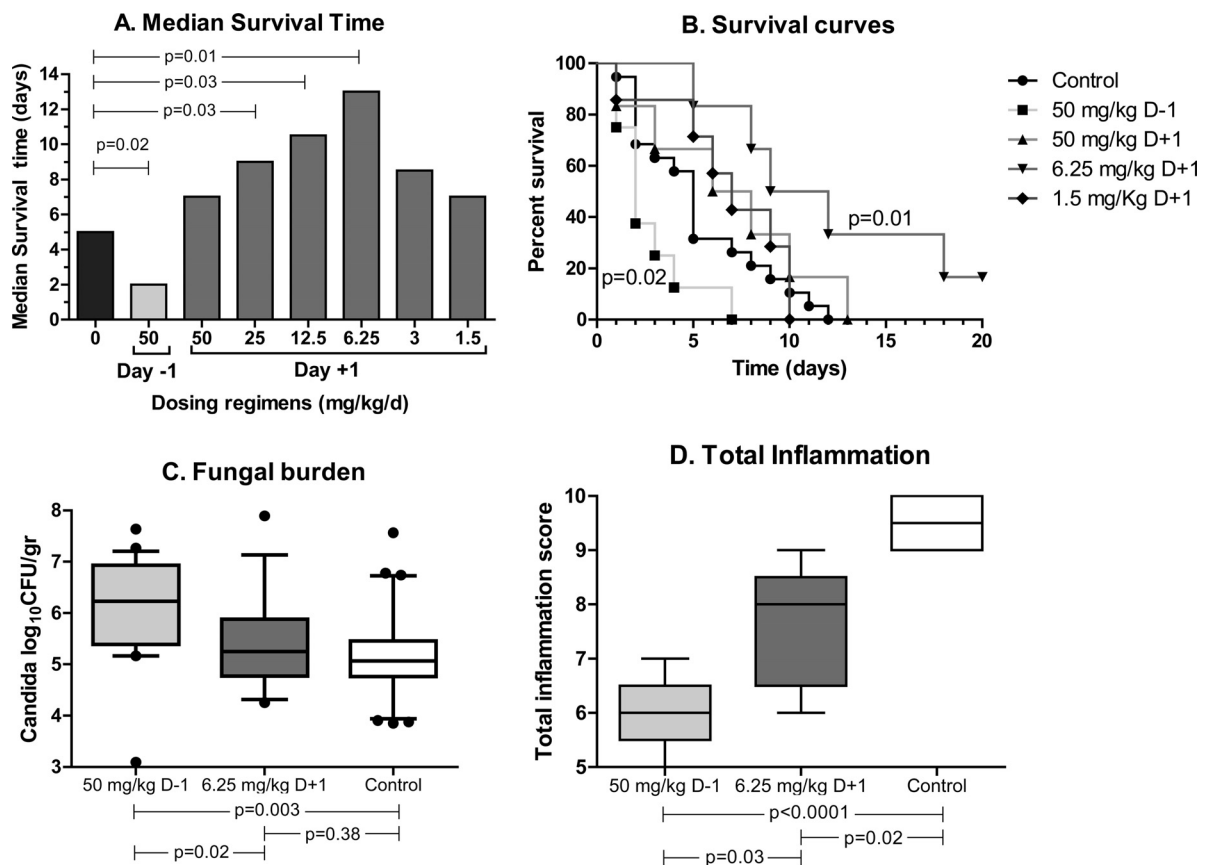 A. Median Survival Time
p=0.01
p=0.03
p=0.03
p=0.02
Median Survival time (days)
14
12
10
8
6
4
2
0
0 50 50 25 12.5 6.25 3 1.5
Day -1 Day +1
Dosing regimens (mg/kg/d)
B. Survival curves
Percent survival
100
80
60
40
20
0
p=0.01
p=0.02
0 5 10 15 20
Time (days)
Control
50 mg/kg D-1
50 mg/kg D+1
6.25 mg/kg D+1
1.5 mg/Kg D+1
C. Fungal burden
Candida log10CFU/gr
8
7
6
5
4
3
50 mg/kg D-1 6.25 mg/kg D+1 Control
p=0.003
p=0.38
p=0.02
D. Total Inflammation
Total inflammation score
10
9
8
7
6
5
50 mg/kg D-1 6.25 mg/kg D+1 Control
p<0.0001
p=0.02
p=0.03